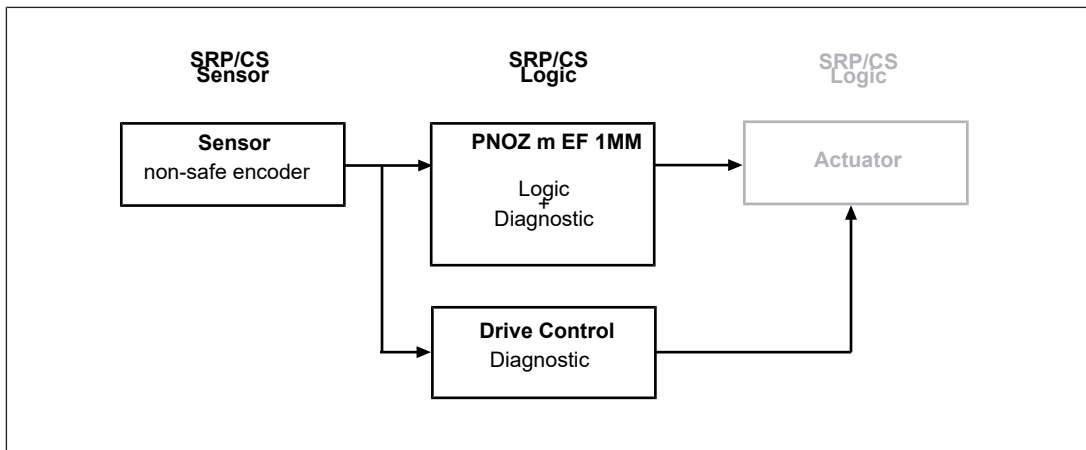 SRP/CS
Sensor
SRP/CS
Logic
SRP/CS
Logic
Sensor
non-safe encoder
PNOZ m EF 1MM
Logic
+
Diagnostic
Actuator
Drive Control
Diagnostic